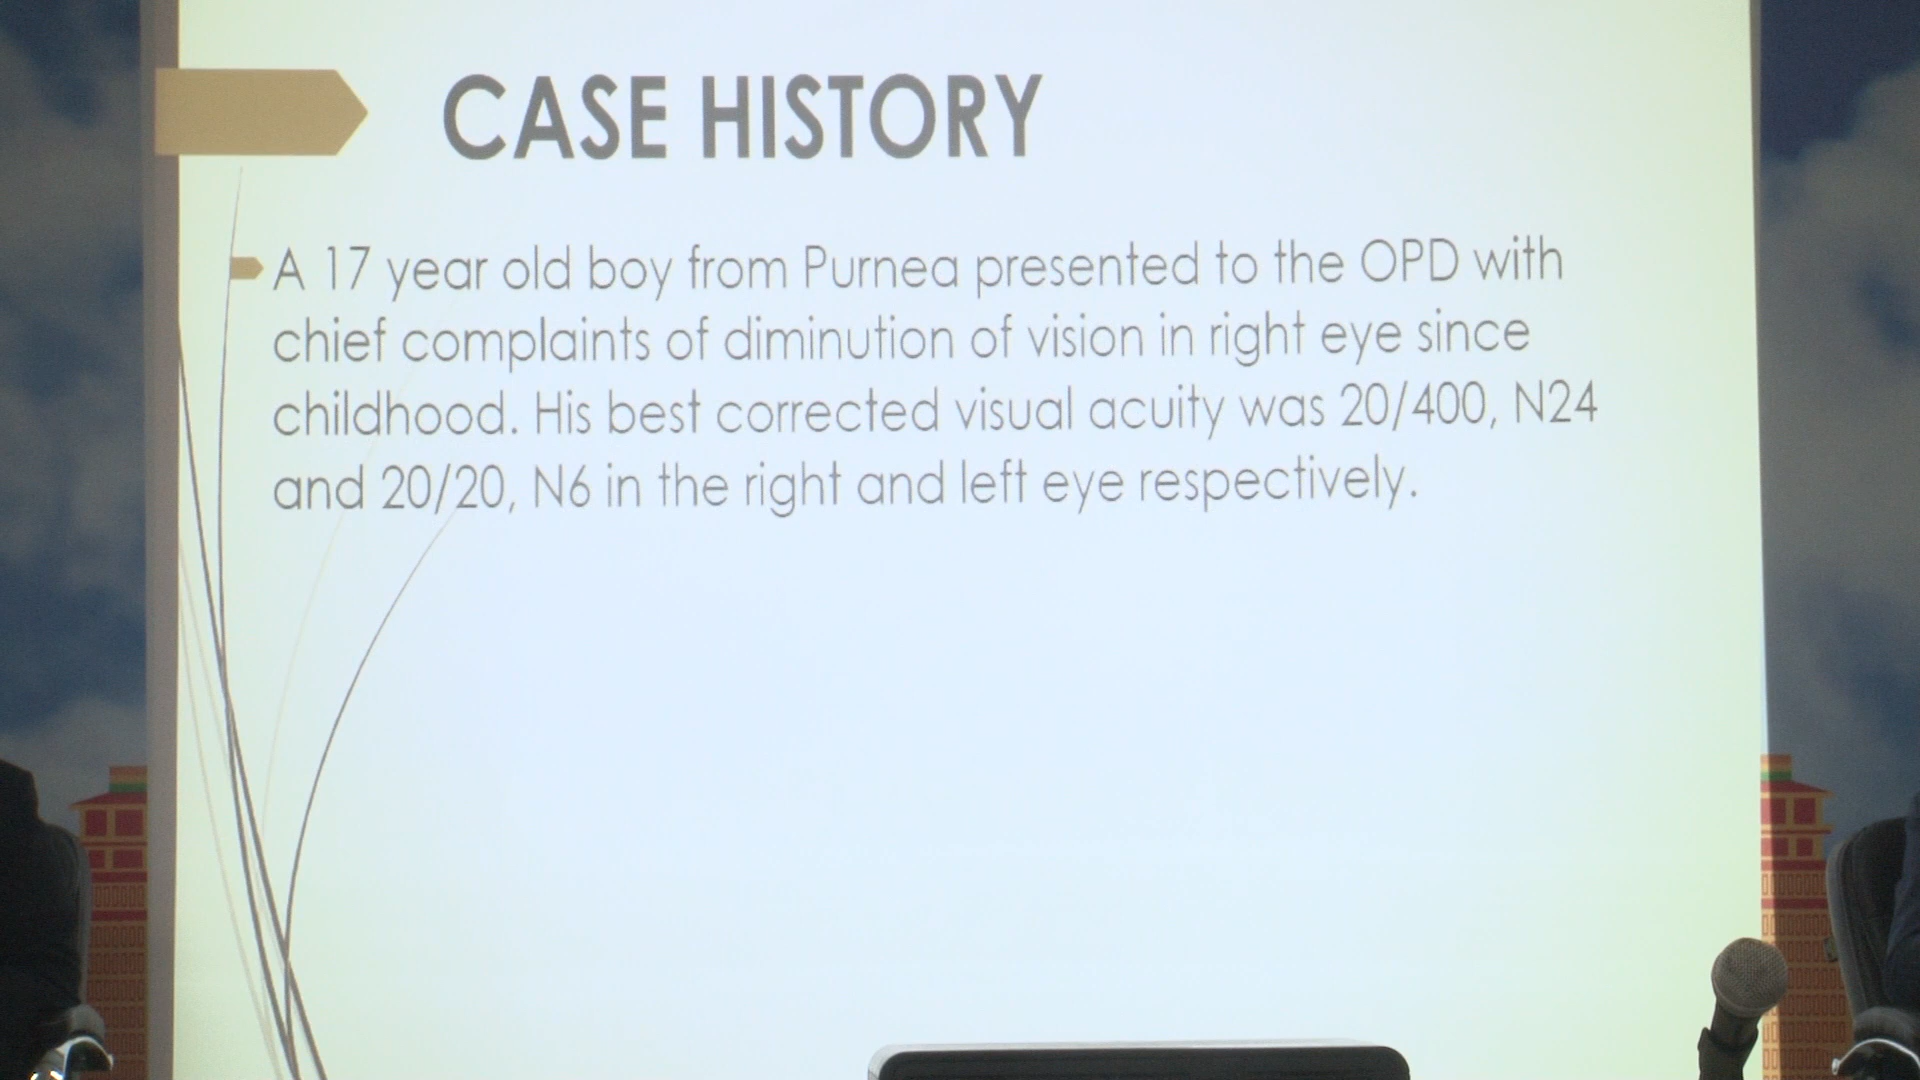 CASE HISTORY
A 17 year old boy from Purnea presented to the OPD with
chief complaints of diminution of vision in right eye since
childhood. His best corrected visual acuity was 20/400, N24
and 20/20, N6 in the right and left eye respectively.